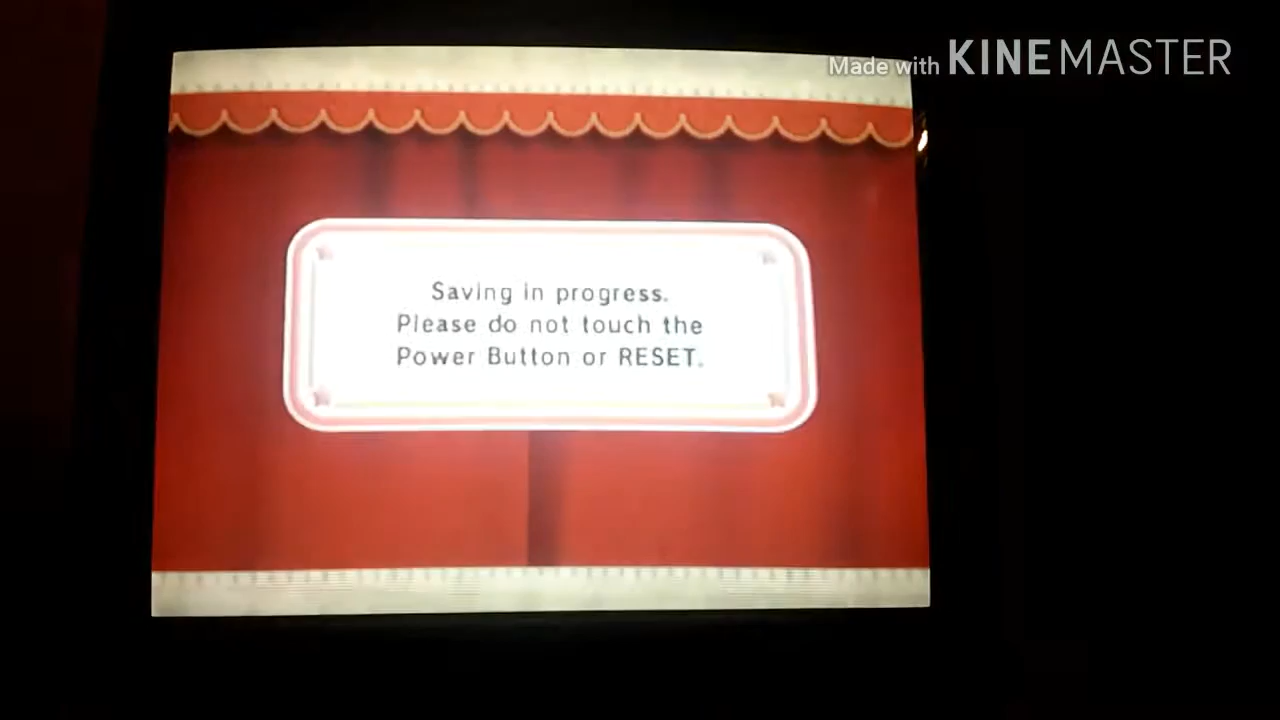 Made with KINEMASTER
Saving in progress.
Please do not touch the
Power Button or RESET.